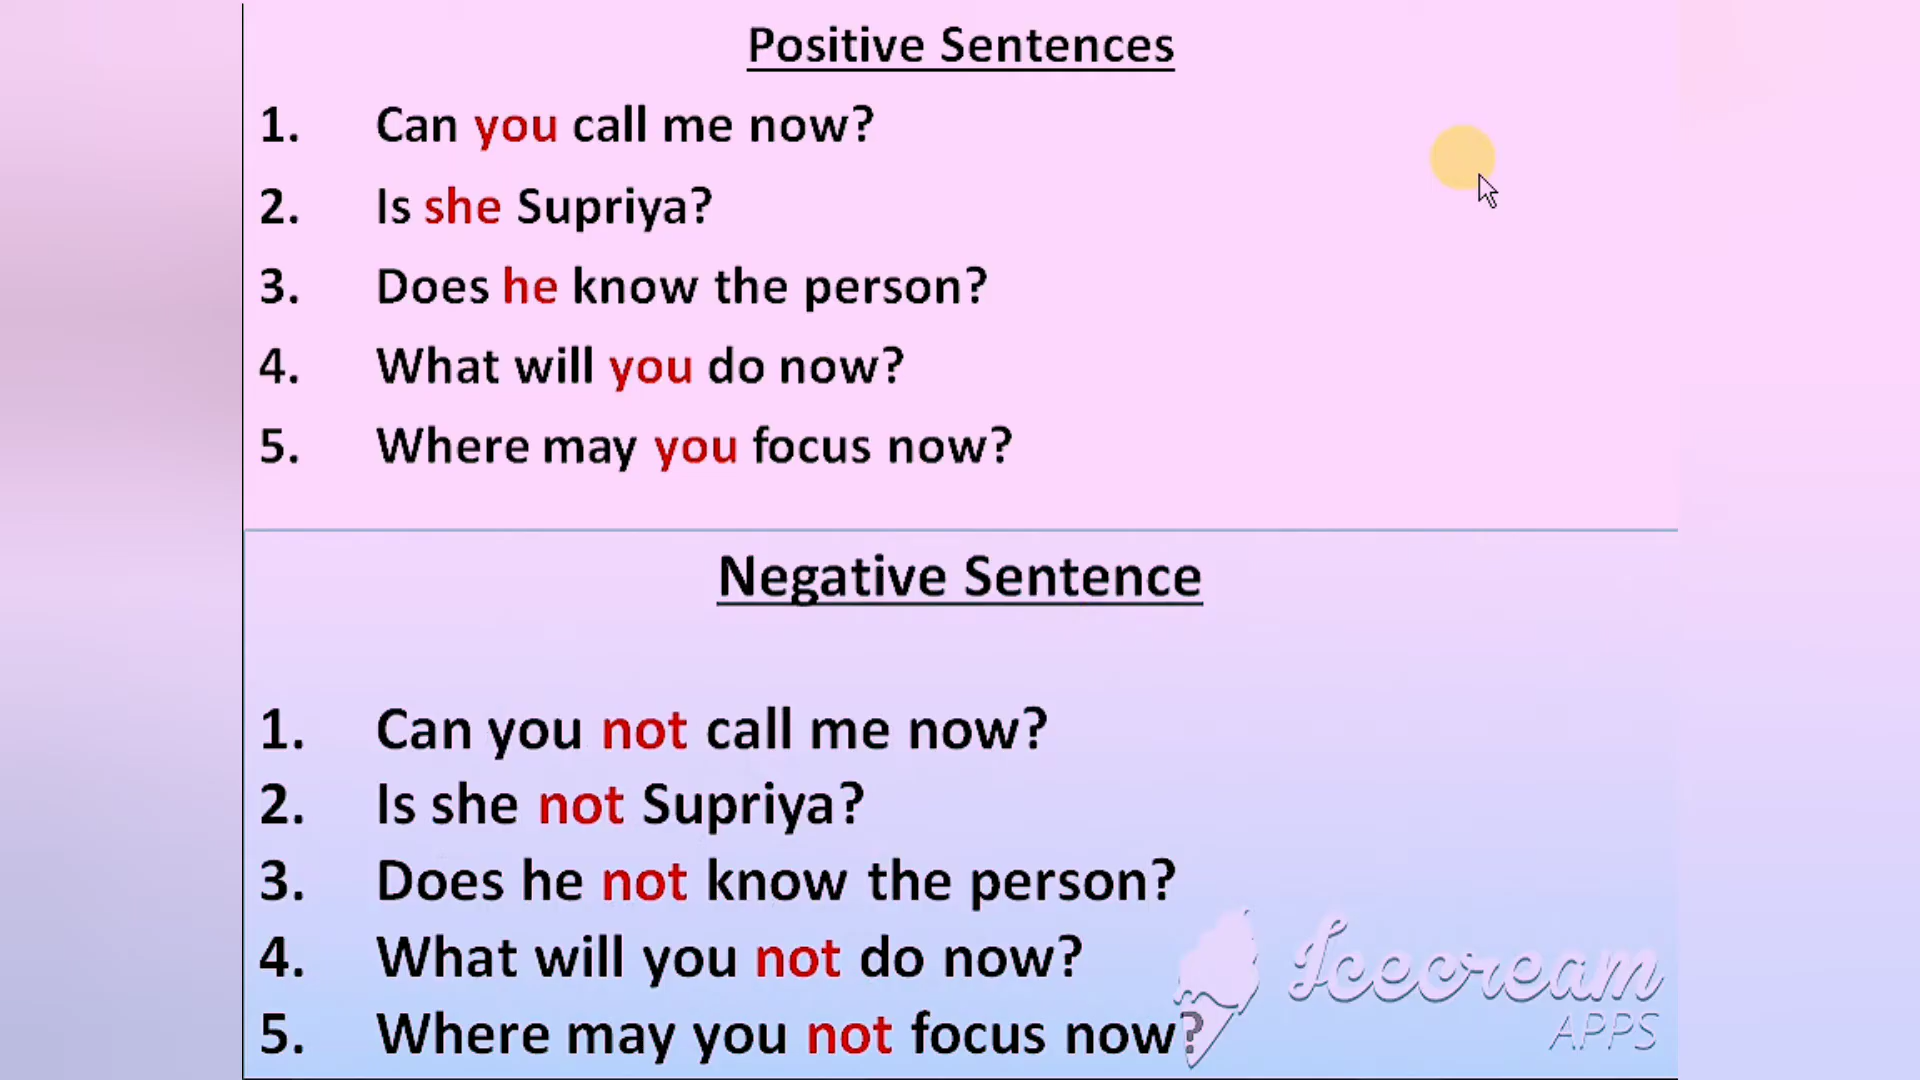 Positive Sentences
1. Can you call me now?
2. Is she Supriya?
3. Does he know the person?
4. What will you do now?
5. Where may you focus now?
Negative Sentence
1. Can you not call me now?
2. Is she not Supriya?
3. Does he not know the person?
4. What will you not do now?
5. Where may you not focus now?
Icecream
APPS